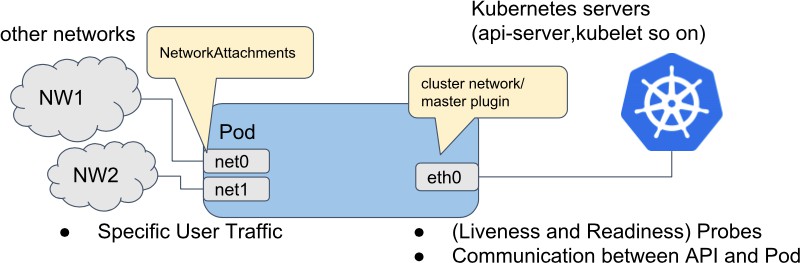 Kubernetes servers
(api-server,kubelet so on)
other networks
NetworkAttachments
cluster network/
master plugin
NW1
Pod
net0
NW2
net1
eth0
● Specific User Traffic
● (Liveness and Readiness) Probes
● Communication between API and Pod